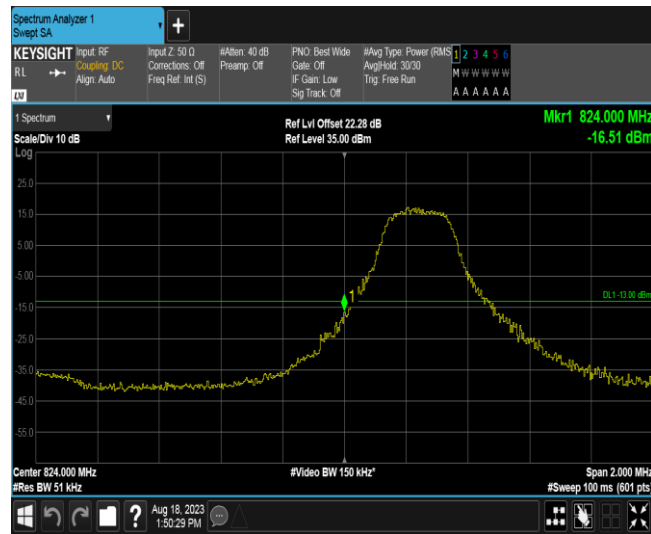 Spectrum Analyzer 1
Swept SA
+
KEYSIGHT
RL
LXI
Input: RF
Coupling: DC
Align: Auto
Input Z: 50 Ω
Corrections: Off
Freq Ref: Int (S)
#Atten: 40 dB
Preamp: Off
PNO: Best Wide
Gate: Off
IF Gain: Low
Sig Track: Off
#Avg Type: Power (RMS
Avg|Hold: 30/30
Trig: Free Run
1 2 3 4 5 6
M W W W W W
A A A A A A
1 Spectrum
Scale/Div 10 dB
Log
Ref Lvl Offset 22.28 dB
Ref Level 35.00 dBm
Mkr1 824.000 MHz
-16.51 dBm
25.0
15.0
5.00
-5.00
-15.0
-25.0
-35.0
-45.0
-55.0
1
DL1 -13.00 dBm
Center 824.000 MHz
#Res BW 51 kHz
#Video BW 150 kHz*
Span 2.000 MHz
#Sweep 100 ms (601 pts)
?
Aug 18, 2023
1:50:29 PM